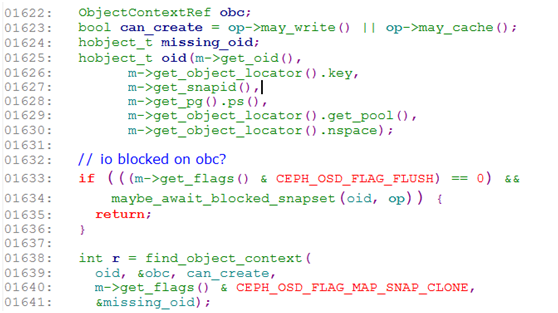 01622: ObjectContextRef obc;
01623: bool can_create = op->may_write() || op->may_cache();
01624: hobject_t missing_oid;
01625: hobject_t oid(m->get_oid(),
01626: m->get_object_locator().key,
01627: m->get_snapid(),
01628: m->get_pg().ps(),
01629: m->get_object_locator().get_pool(),
01630: m->get_object_locator().nspace);
01631:
01632: // io blocked on obc?
01633: if (((m->get_flags() & CEPH_OSD_FLAG_FLUSH) == 0) &&
01634: maybe_await_blocked_snapset(oid, op)) {
01635: return;
01636: }
01637:
01638: int r = find_object_context(
01639: oid, &obc, can_create,
01640: m->get_flags() & CEPH_OSD_FLAG_MAP_SNAP_CLONE,
01641: &missing_oid);